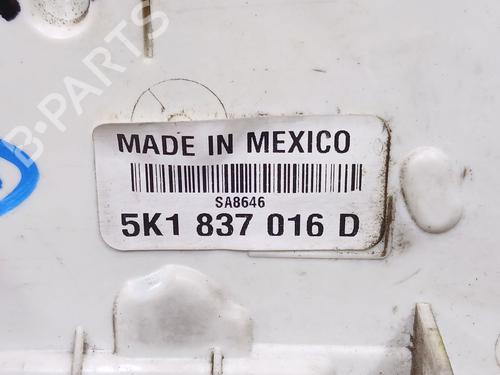 B-PARTS
MADE IN MEXICO
SA8646
5K1 837 016 D